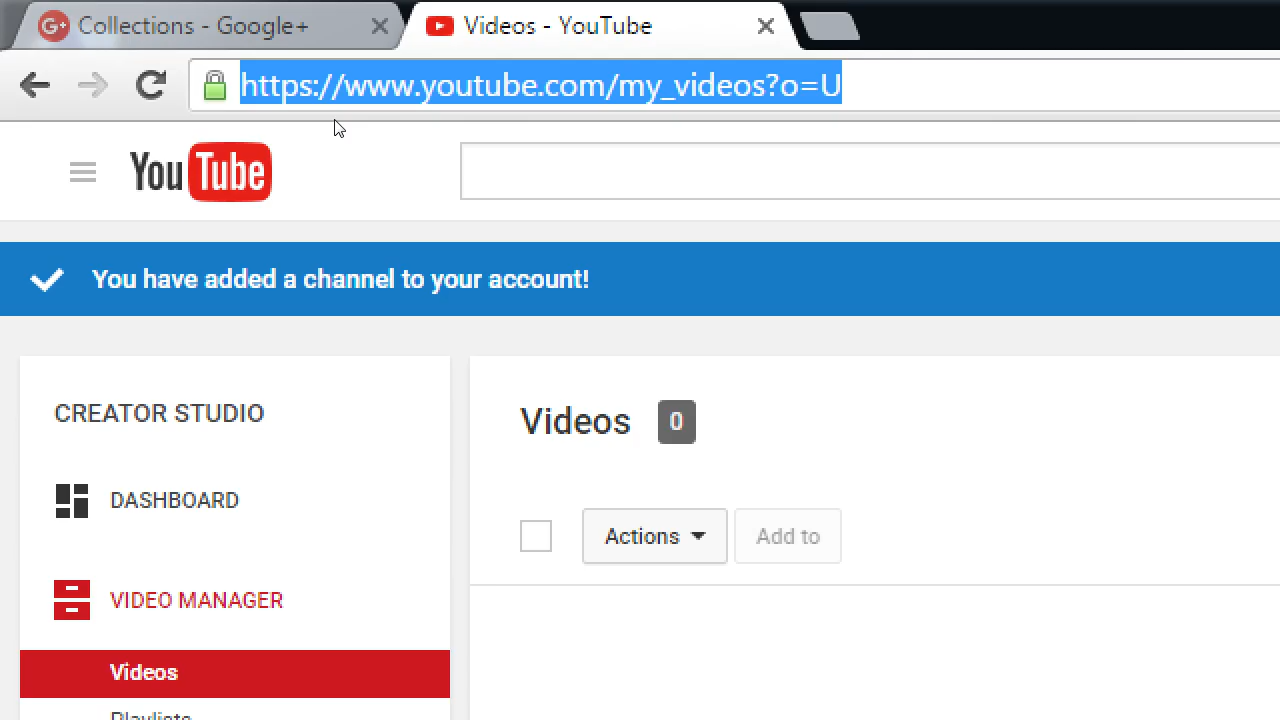 Collections - Google+
Videos - YouTube
https://www.youtube.com/my_videos?o=U
YouTube
You have added a channel to your account!
CREATOR STUDIO
Videos 0
DASHBOARD
Actions
Add to
VIDEO MANAGER
Videos
Playlists